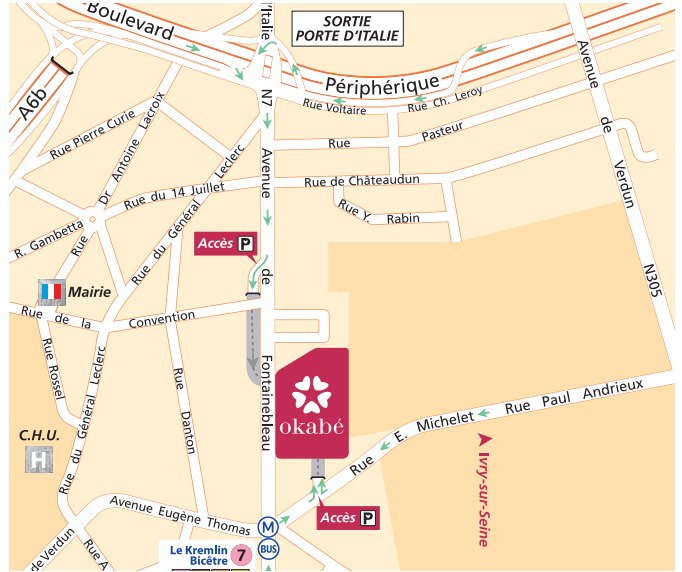 Boulevard
d'Italie
SORTIE
PORTE D'ITALIE
Périphérique
A6b
N7
Rue Voltaire
Rue Ch. Leroy
Avenue de Verdun
N305
Rue Pierre Curie
Rue Dr Antoine Lacroix
Rue du Général Leclerc
Rue Pasteur
Avenue de Fontainebleau
Rue du 14 Juillet
Rue de Châteaudun
Rue Y. Rabin
R. Gambetta
Accès P
Mairie
Rue de la Convention
Rue Rossel
Rue du Général Leclerc
Rue Danton
okabé
Rue E. Michelet
Rue Paul Andrieux
C.H.U.
H
Ivry-sur-Seine
Accès P
Avenue Eugène Thomas
M
BUS
Le Kremlin
Bicêtre
7
de Verdun
Rue A